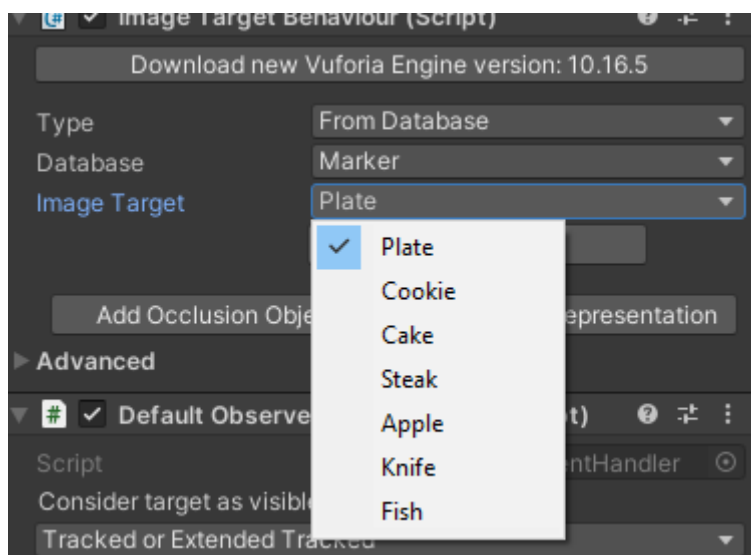 Image Target Behaviour (Script)
Download new Vuforia Engine version: 10.16.5
Type From Database
Database Marker
Image Target Plate
Plate
Cookie
Cake
Steak
Apple
Knife
Fish
Add Occlusion Obje epresentation
Advanced
# Default Observe t)
Script entHandler
Consider target as visibl
Tracked or Extended Tracked